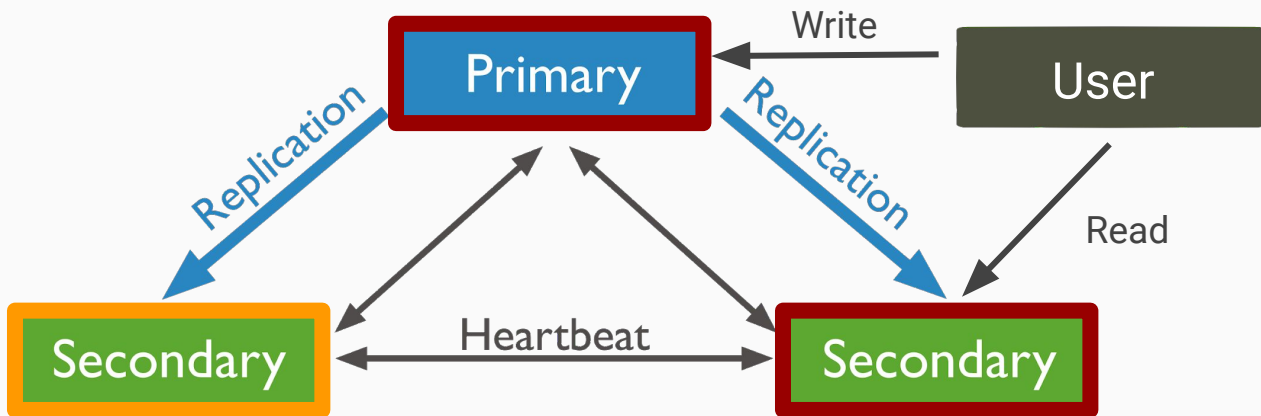 Write
Primary
User
Replication
Replication
Read
Heartbeat
Secondary
Secondary